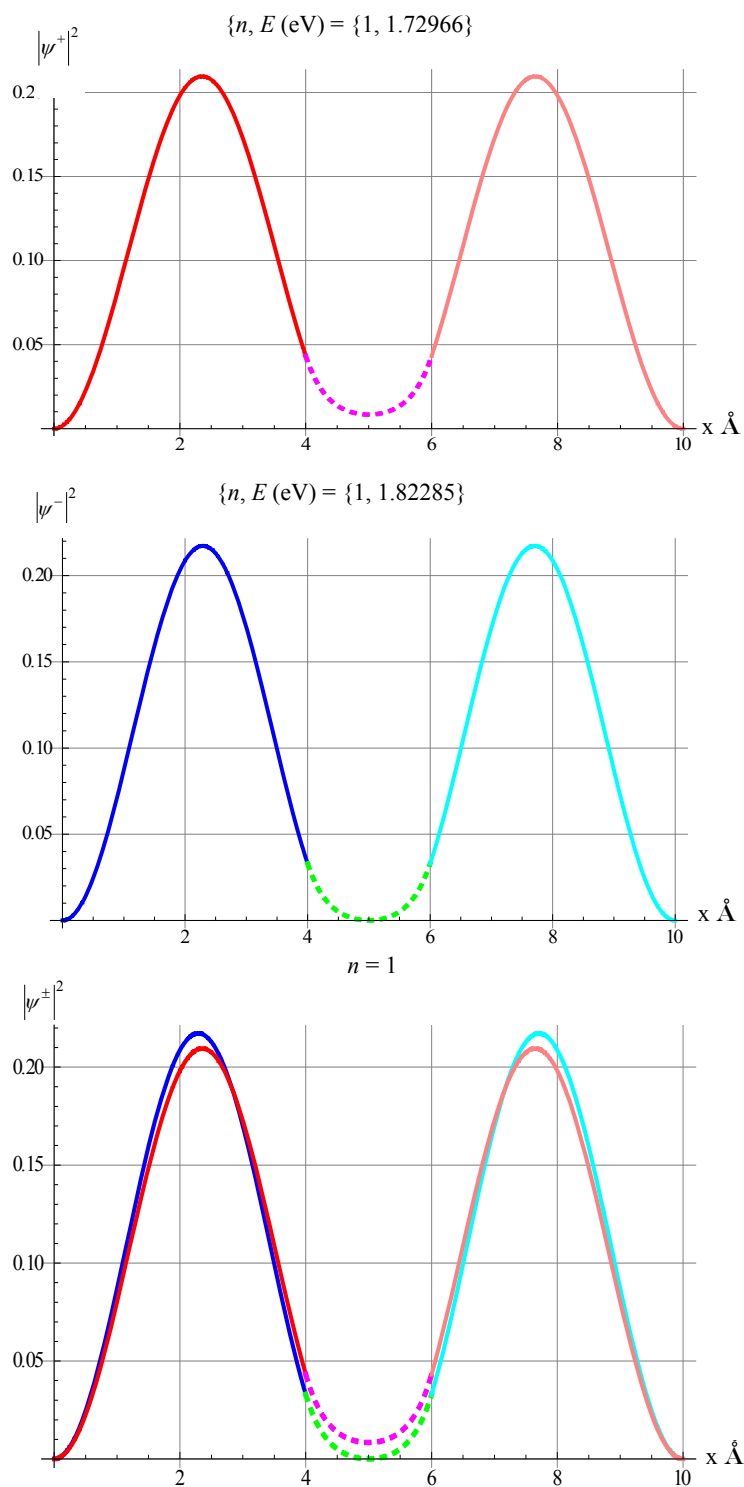 {n, E (eV) = {1, 1.72966}
|ψ⁺|²
0.2
0.15
0.10
0.05
2 4 6 8 10
x Å
{n, E (eV) = {1, 1.82285}
|ψ⁻|²
0.20
0.15
0.10
0.05
2 4 6 8 10
x Å
n = 1
|ψ±|²
0.20
0.15
0.10
0.05
2 4 6 8 10
x Å